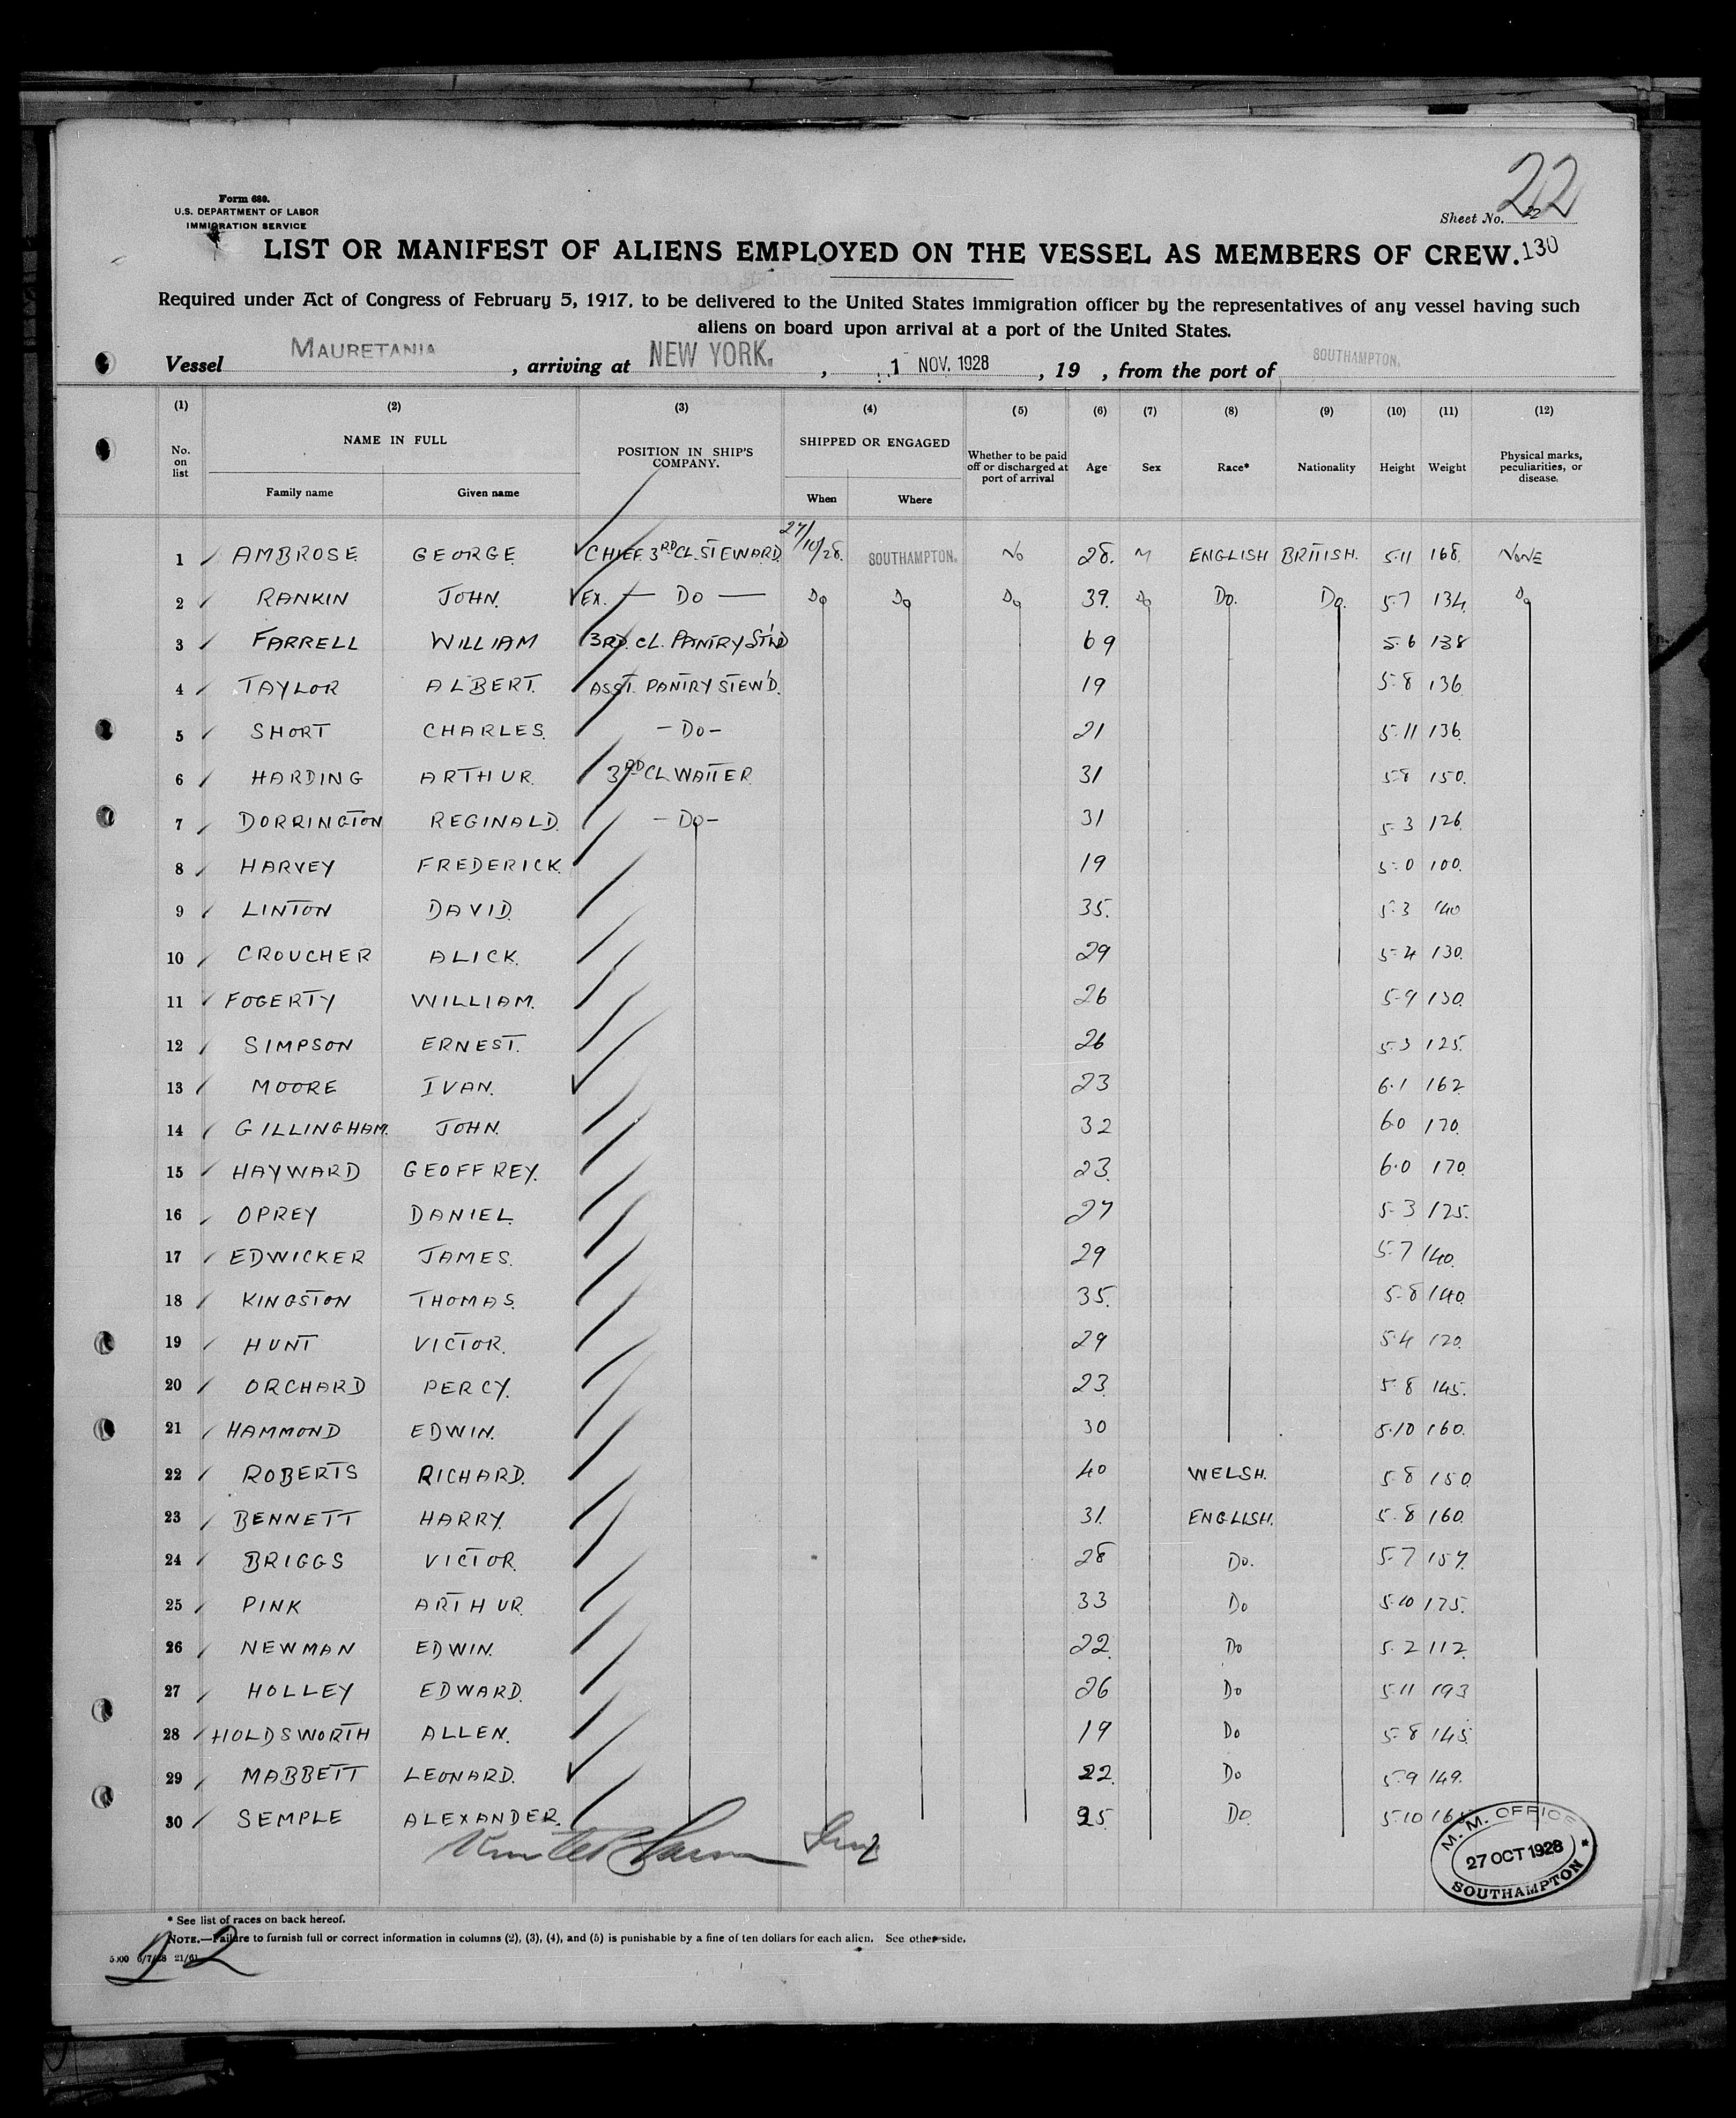 22
Form 680.
U.S. DEPARTMENT OF LABOR
IMMIGRATION SERVICE
Sheet No. 22
LIST OR MANIFEST OF ALIENS EMPLOYED ON THE VESSEL AS MEMBERS OF CREW. 130
Required under Act of Congress of February 5, 1917, to be delivered to the United States immigration officer by the representatives of any vessel having such
aliens on board upon arrival at a port of the United States.
Vessel MAURETANIA, arriving at NEW YORK., 1 NOV. 1928, 19 , from the port of SOUTHAMPTON.
(1) (2) (3) (4) (5) (6) (7) (8) (9) (10) (11) (12)
No. on list NAME IN FULL Family name Given name POSITION IN SHIP'S COMPANY. SHIPPED OR ENGAGED When Where Whether to be paid off or discharged at port of arrival Age Sex Race* Nationality Height Weight Physical marks, peculiarities, or disease.
1 AMBROSE GEORGE CHIEF 3RD CL. STEWARD. 27/10/28. SOUTHAMPTON. No 28. M ENGLISH BRITISH. 5-11 168. NONE
2 RANKIN JOHN. EX. — DO — Do Do Do 39. Do Do. Do. 5-7 134 Do
3 FARRELL WILLIAM 3RD. CL. PANTRY ST'WD 69 5-6 138
4 TAYLOR ALBERT. ASST. PANTRY STEW'D. 19 5-8 136
5 SHORT CHARLES. - DO - 21 5-11 136
6 HARDING ARTHUR. 3RD CL WAITER 31 5-8 150.
7 DORRINGTON REGINALD. - DO - 31 5-3 126
8 HARVEY FREDERICK. 19 5-0 100.
9 LINTON DAVID. 35. 5-3 140
10 CROUCHER ALICK. 29 5-4 130.
11 FOGERTY WILLIAM. 26 5-9 130.
12 SIMPSON ERNEST. 26 5-3 125.
13 MOORE IVAN. 23 6-1 162
14 GILLINGHAM. JOHN. 32 6-0 170.
15 HAYWARD GEOFFREY. 23. 6-0 170.
16 OPREY DANIEL. 27 5-3 125.
17 EDWICKER JAMES. 29 5-7 140.
18 KINGSTON THOMAS. 35. 5-8 140.
19 HUNT VICTOR. 29 5-4 120.
20 ORCHARD PERCY. 23. 5-8 145.
21 HAMMOND EDWIN. 30 5-10 160.
22 ROBERTS RICHARD. 40 WELSH. 5-8 150
23 BENNETT HARRY. 31. ENGLISH. 5-8 160.
24 BRIGGS VICTOR. 28 Do. 5-7 157.
25 PINK ARTHUR. 33 Do 5-10 175.
26 NEWMAN EDWIN. 22. Do 5-2 112.
27 HOLLEY EDWARD. 26 Do 5-11 193
28 HOLDSWORTH ALLEN. 19 Do 5-8 145.
29 MABBETT LEONARD. 22. Do 5-9 149.
30 SEMPLE ALEXANDER. 25. Do. 5-10
M. M. OFFICE
27 OCT 1928
SOUTHAMPTON
* See list of races on back hereof.
NOTE.—Failure to furnish full or correct information in columns (2), (3), (4), and (5) is punishable by a fine of ten dollars for each alien. See other side.
22